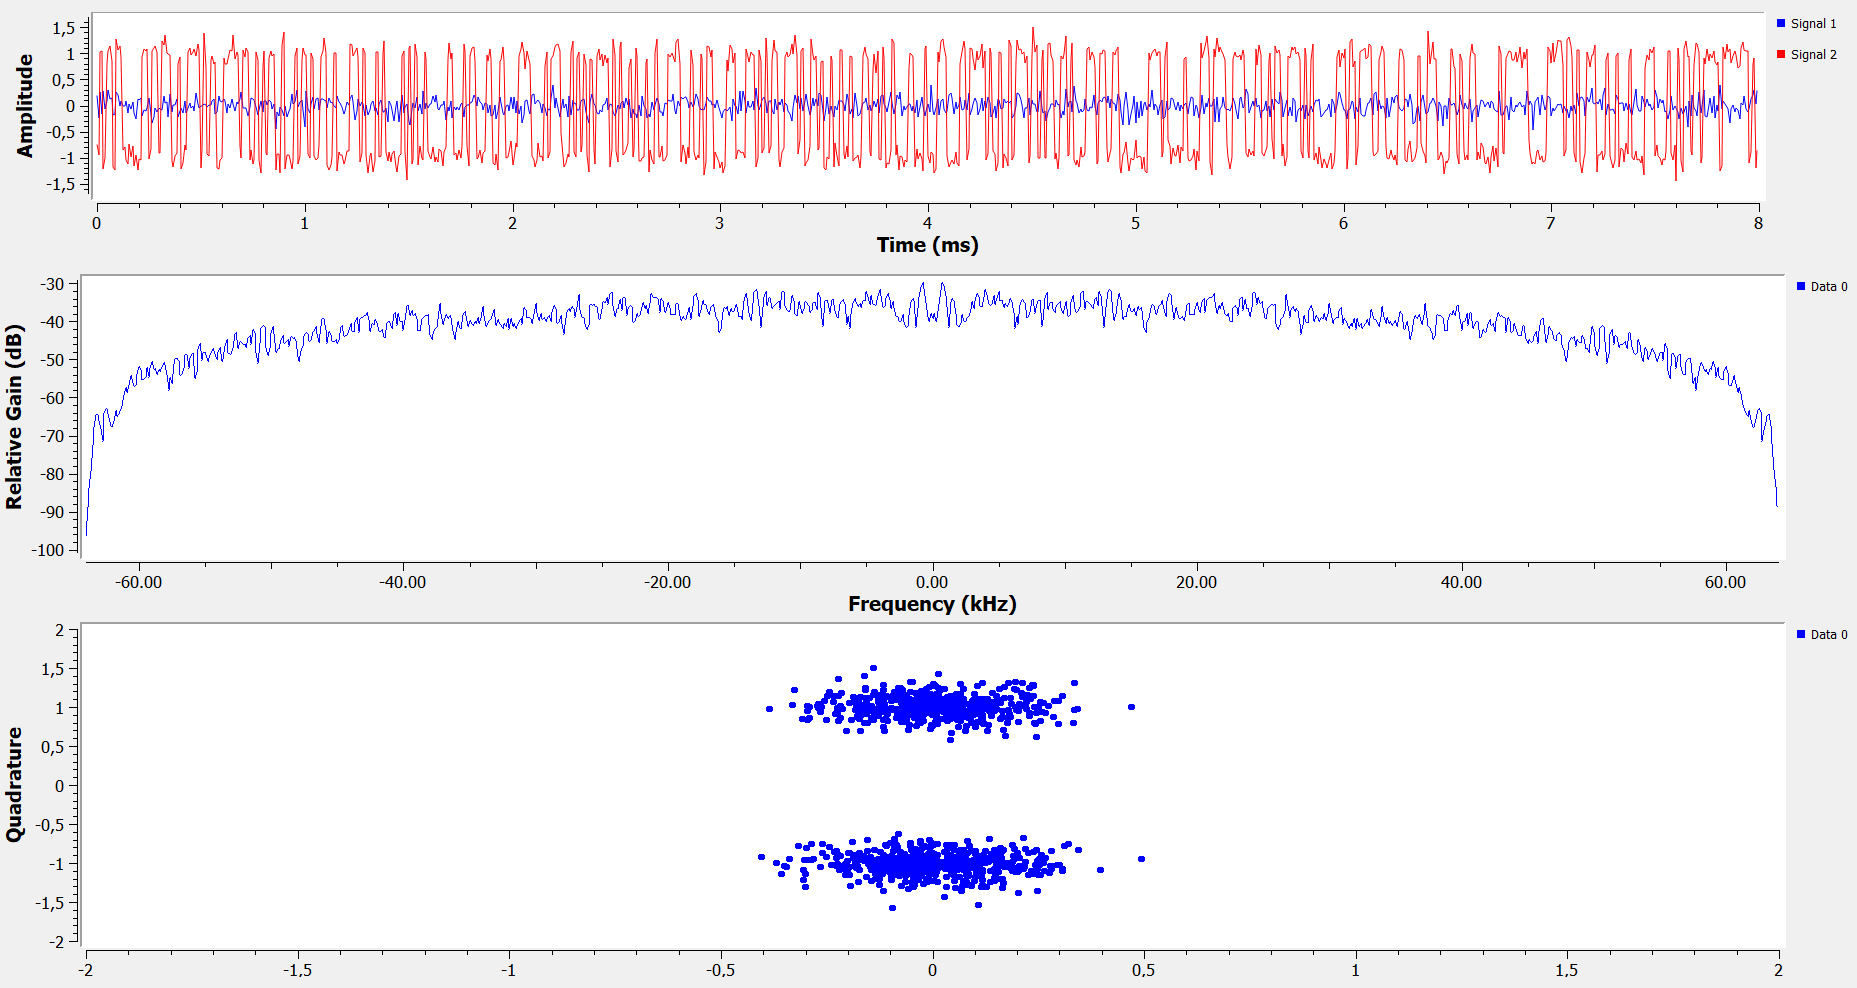 Amplitude
1,5
1
0,5
0
-0,5
-1
-1,5
0 1 2 3 4 5 6 7 8
Time (ms)
Signal 1
Signal 2
Relative Gain (dB)
-30
-40
-50
-60
-70
-80
-90
-100
-60.00 -40.00 -20.00 0.00 20.00 40.00 60.00
Frequency (kHz)
Data 0
Quadrature
2
1,5
1
0,5
0
-0,5
-1
-1,5
-2
-2 -1,5 -1 -0,5 0 0,5 1 1,5 2
Data 0